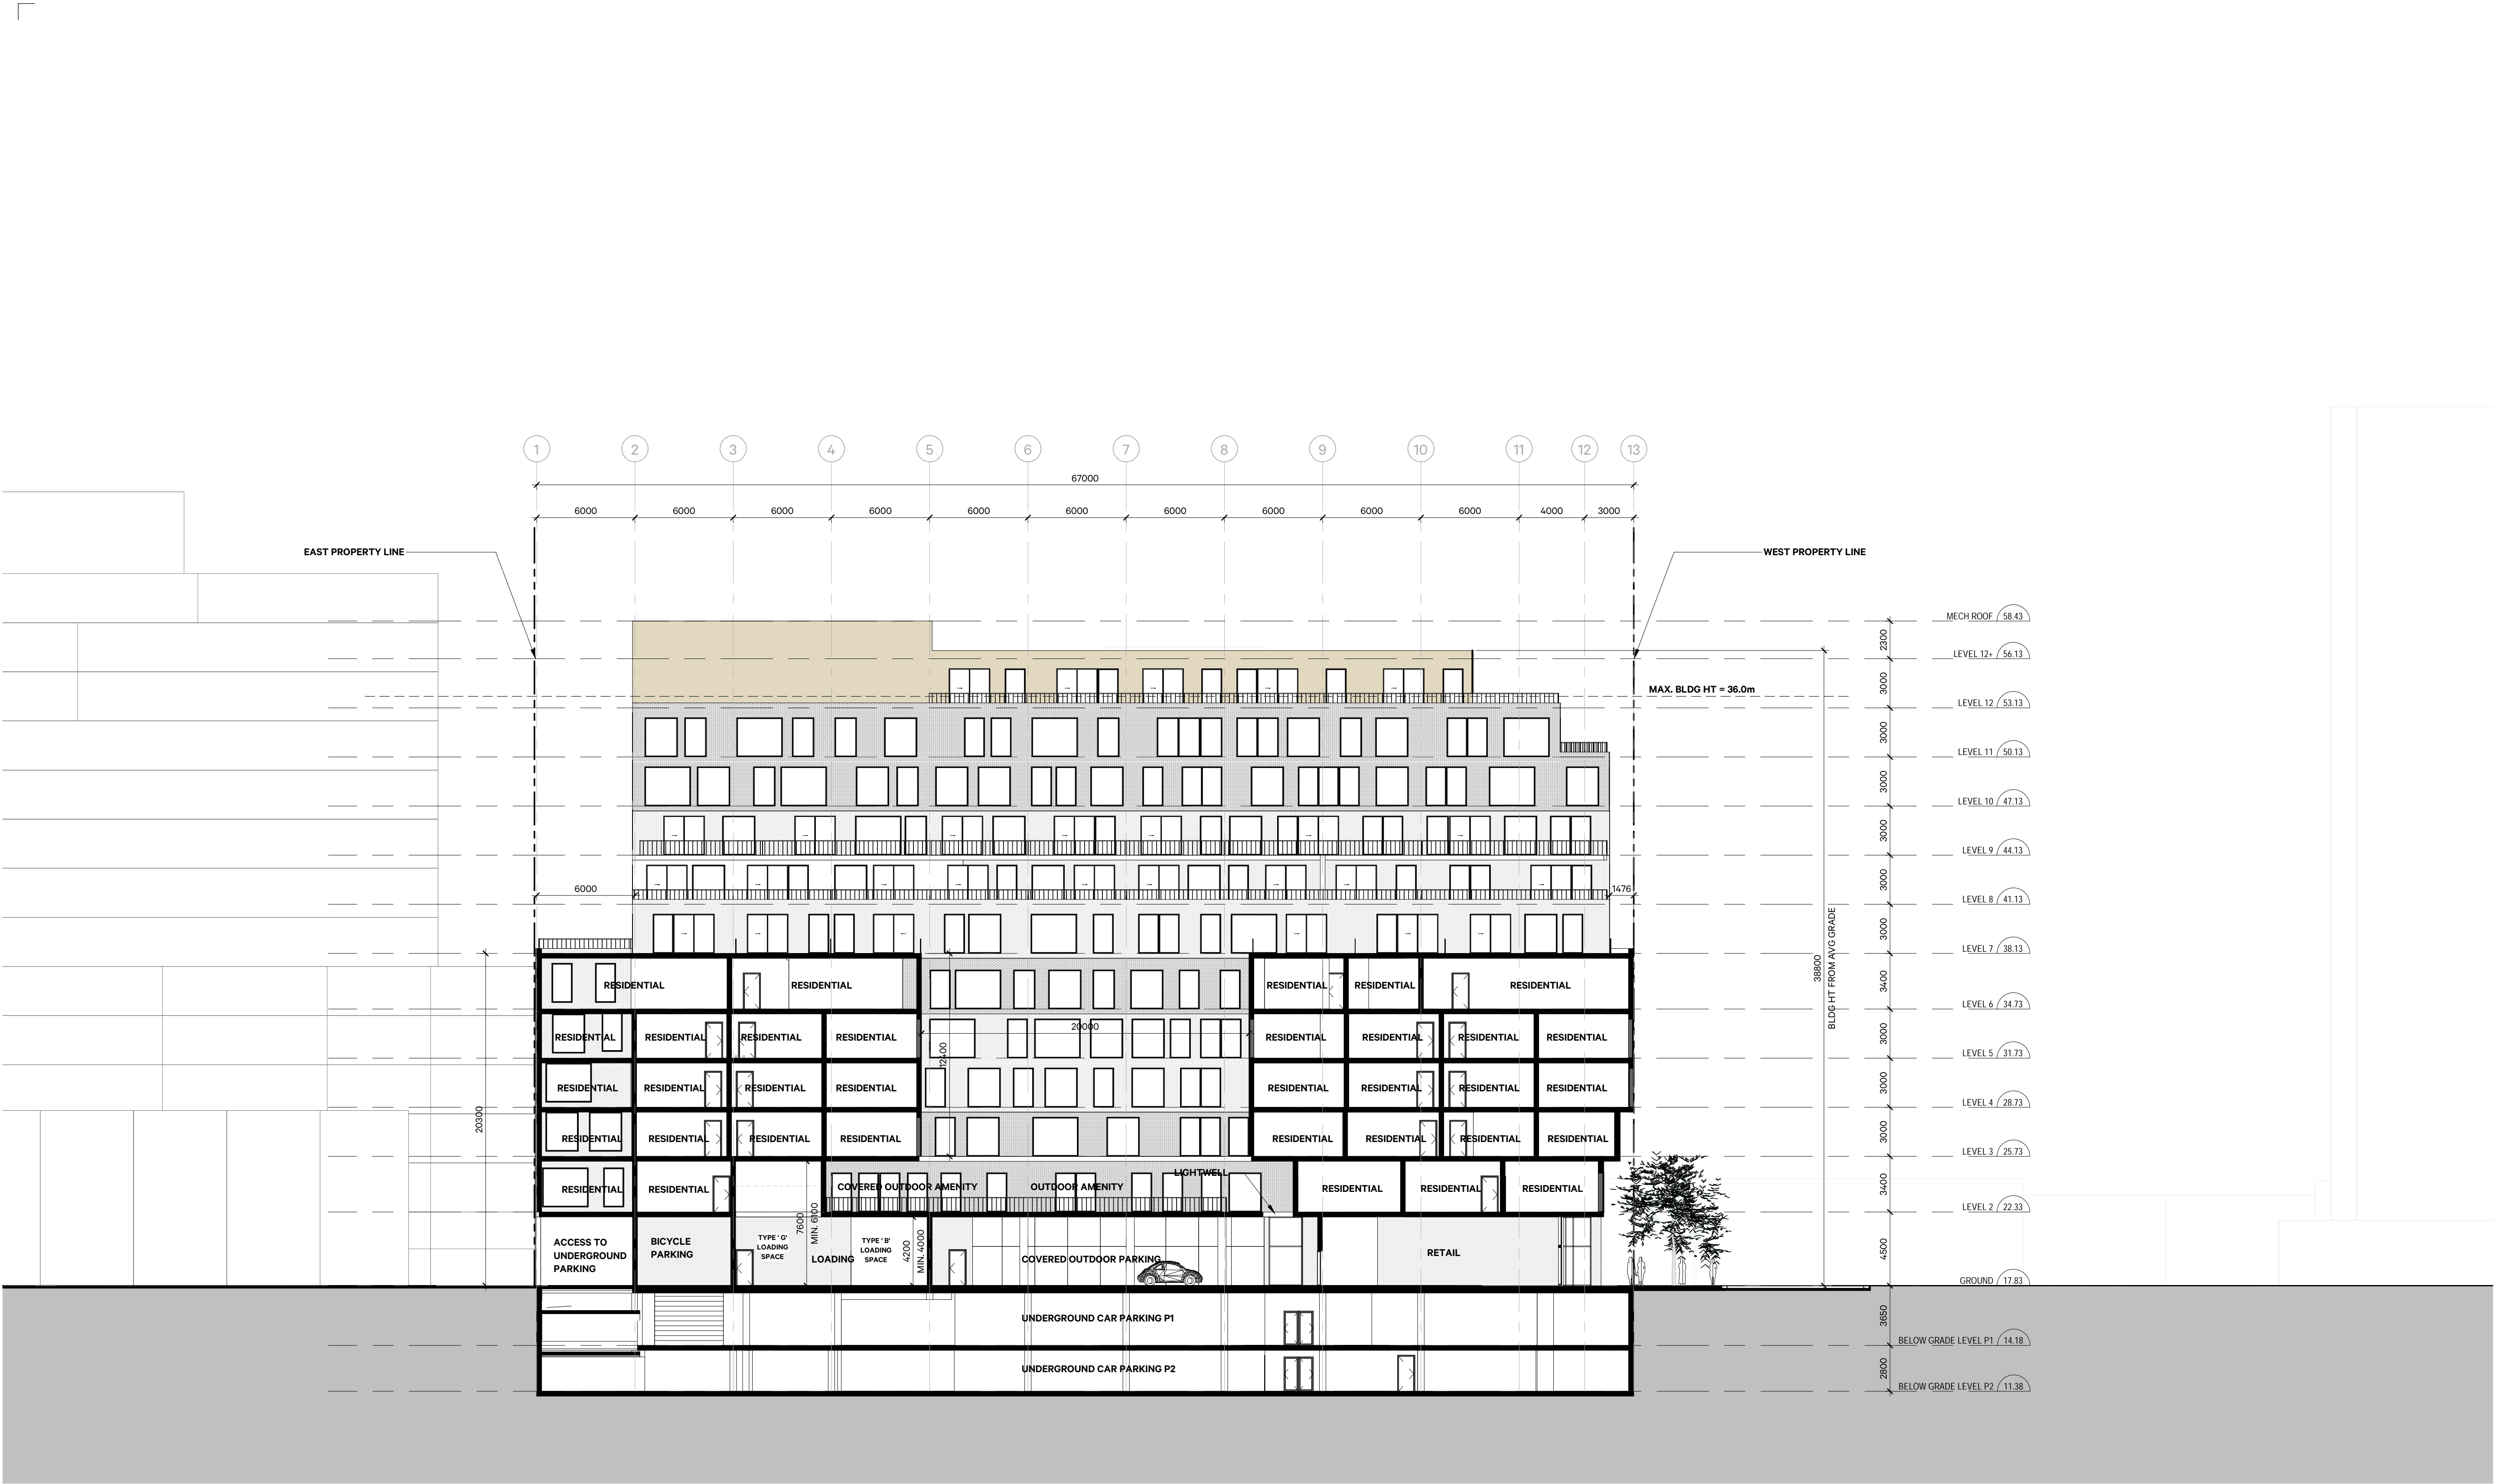 1 2 3 4 5 6 7 8 9 10 11 12 13
67000
6000 6000 6000 6000 6000 6000 6000 6000 6000 6000 4000 3000
EAST PROPERTY LINE
WEST PROPERTY LINE
MECH ROOF 58.43
2300
LEVEL 12+ 56.13
3000
MAX. BLDG HT = 36.0m
LEVEL 12 53.13
3000
LEVEL 11 50.13
3000
LEVEL 10 47.13
3000
LEVEL 9 44.13
3000
6000
1476
LEVEL 8 41.13
3000
LEVEL 7 38.13
38800
BLDG HT FROM AVG GRADE
3400
RESIDENTIAL RESIDENTIAL RESIDENTIAL RESIDENTIAL RESIDENTIAL
LEVEL 6 34.73
3000
20000
RESIDENTIAL RESIDENTIAL RESIDENTIAL RESIDENTIAL RESIDENTIAL RESIDENTIAL RESIDENTIAL RESIDENTIAL
12400
LEVEL 5 31.73
3000
RESIDENTIAL RESIDENTIAL RESIDENTIAL RESIDENTIAL RESIDENTIAL RESIDENTIAL RESIDENTIAL RESIDENTIAL
LEVEL 4 28.73
20300
3000
RESIDENTIAL RESIDENTIAL RESIDENTIAL RESIDENTIAL RESIDENTIAL RESIDENTIAL RESIDENTIAL RESIDENTIAL
LEVEL 3 25.73
3400
LIGHTWELL
RESIDENTIAL RESIDENTIAL COVERED OUTDOOR AMENITY OUTDOOR AMENITY RESIDENTIAL RESIDENTIAL RESIDENTIAL
LEVEL 2 22.33
7600
MIN. 6100
4500
ACCESS TO
UNDERGROUND
PARKING
BICYCLE
PARKING
TYPE ' G'
LOADING
SPACE
LOADING
TYPE ' B'
LOADING
SPACE
4200
MIN. 4000
COVERED OUTDOOR PARKING
RETAIL
GROUND 17.83
3650
UNDERGROUND CAR PARKING P1
BELOW GRADE LEVEL P1 14.18
2800
UNDERGROUND CAR PARKING P2
BELOW GRADE LEVEL P2 11.38